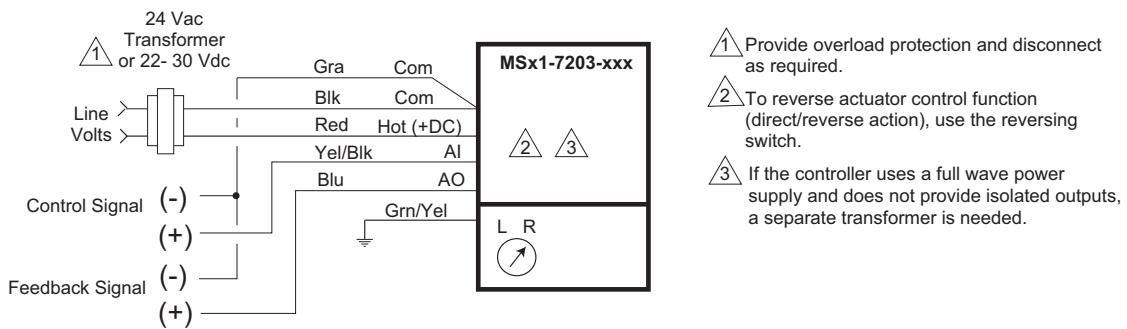 24 Vac
Transformer
or 22- 30 Vdc
1
Line
Volts
Gra Com
Blk Com
Red Hot (+DC)
Yel/Blk AI
Blu AO
Grn/Yel
Control Signal (-)
(+)
Feedback Signal (-)
(+)
MSx1-7203-xxx
2 3
L R
1 Provide overload protection and disconnect
as required.
2 To reverse actuator control function
(direct/reverse action), use the reversing
switch.
3 If the controller uses a full wave power
supply and does not provide isolated outputs,
a separate transformer is needed.